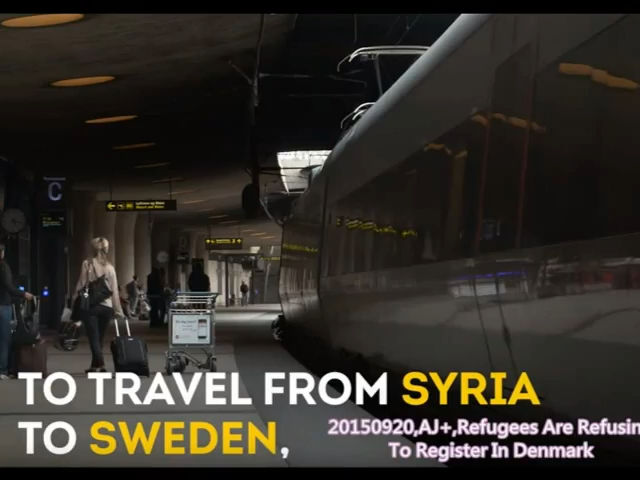 C
TO TRAVEL FROM SYRIA
TO SWEDEN,
20150920,AJ+,Refugees Are Refusin
To Register In Denmark